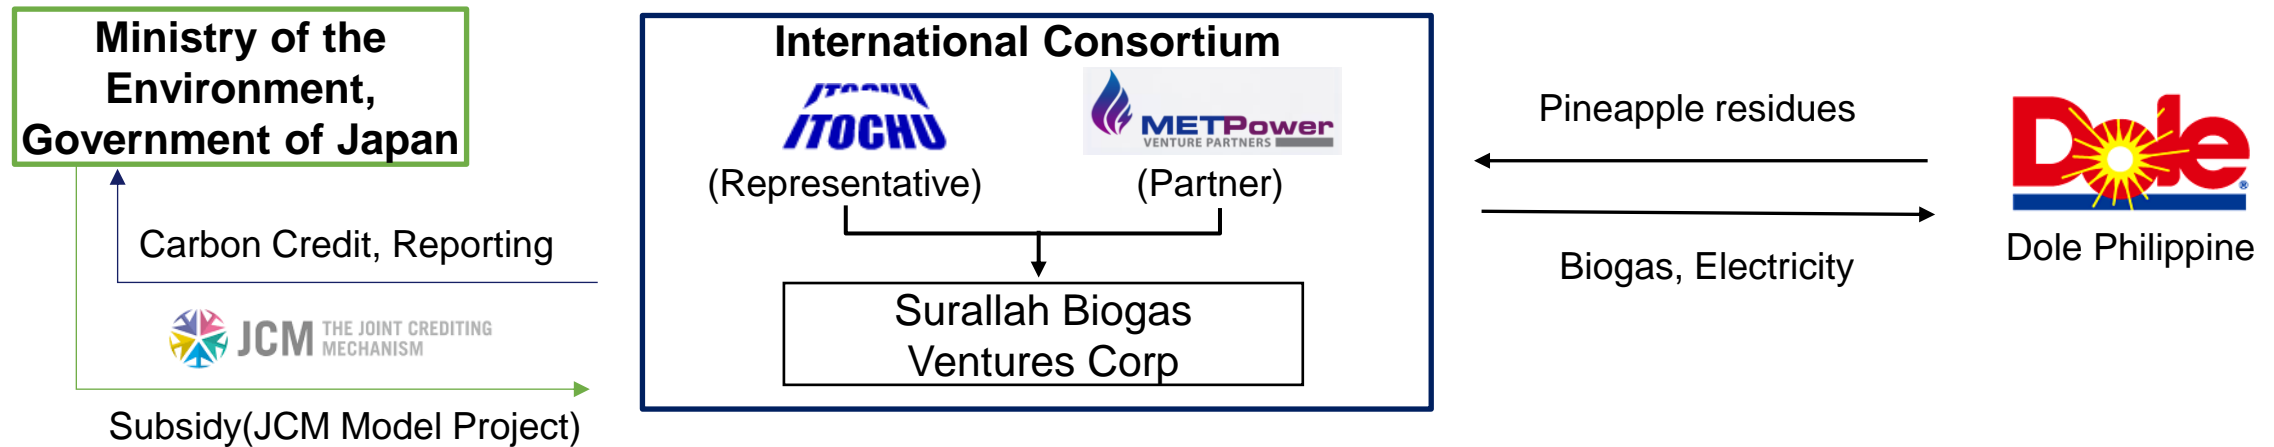 Ministry of the
Environment,
Government of Japan
Carbon Credit, Reporting
JCM THE JOINT CREDITING
MECHANISM
Subsidy(JCM Model Project)
International Consortium
ITOCHU
ITOCHU
(Representative)
METPower
VENTURE PARTNERS
(Partner)
Surallah Biogas
Ventures Corp
Pineapple residues
Biogas, Electricity
Dole
®
Dole Philippine